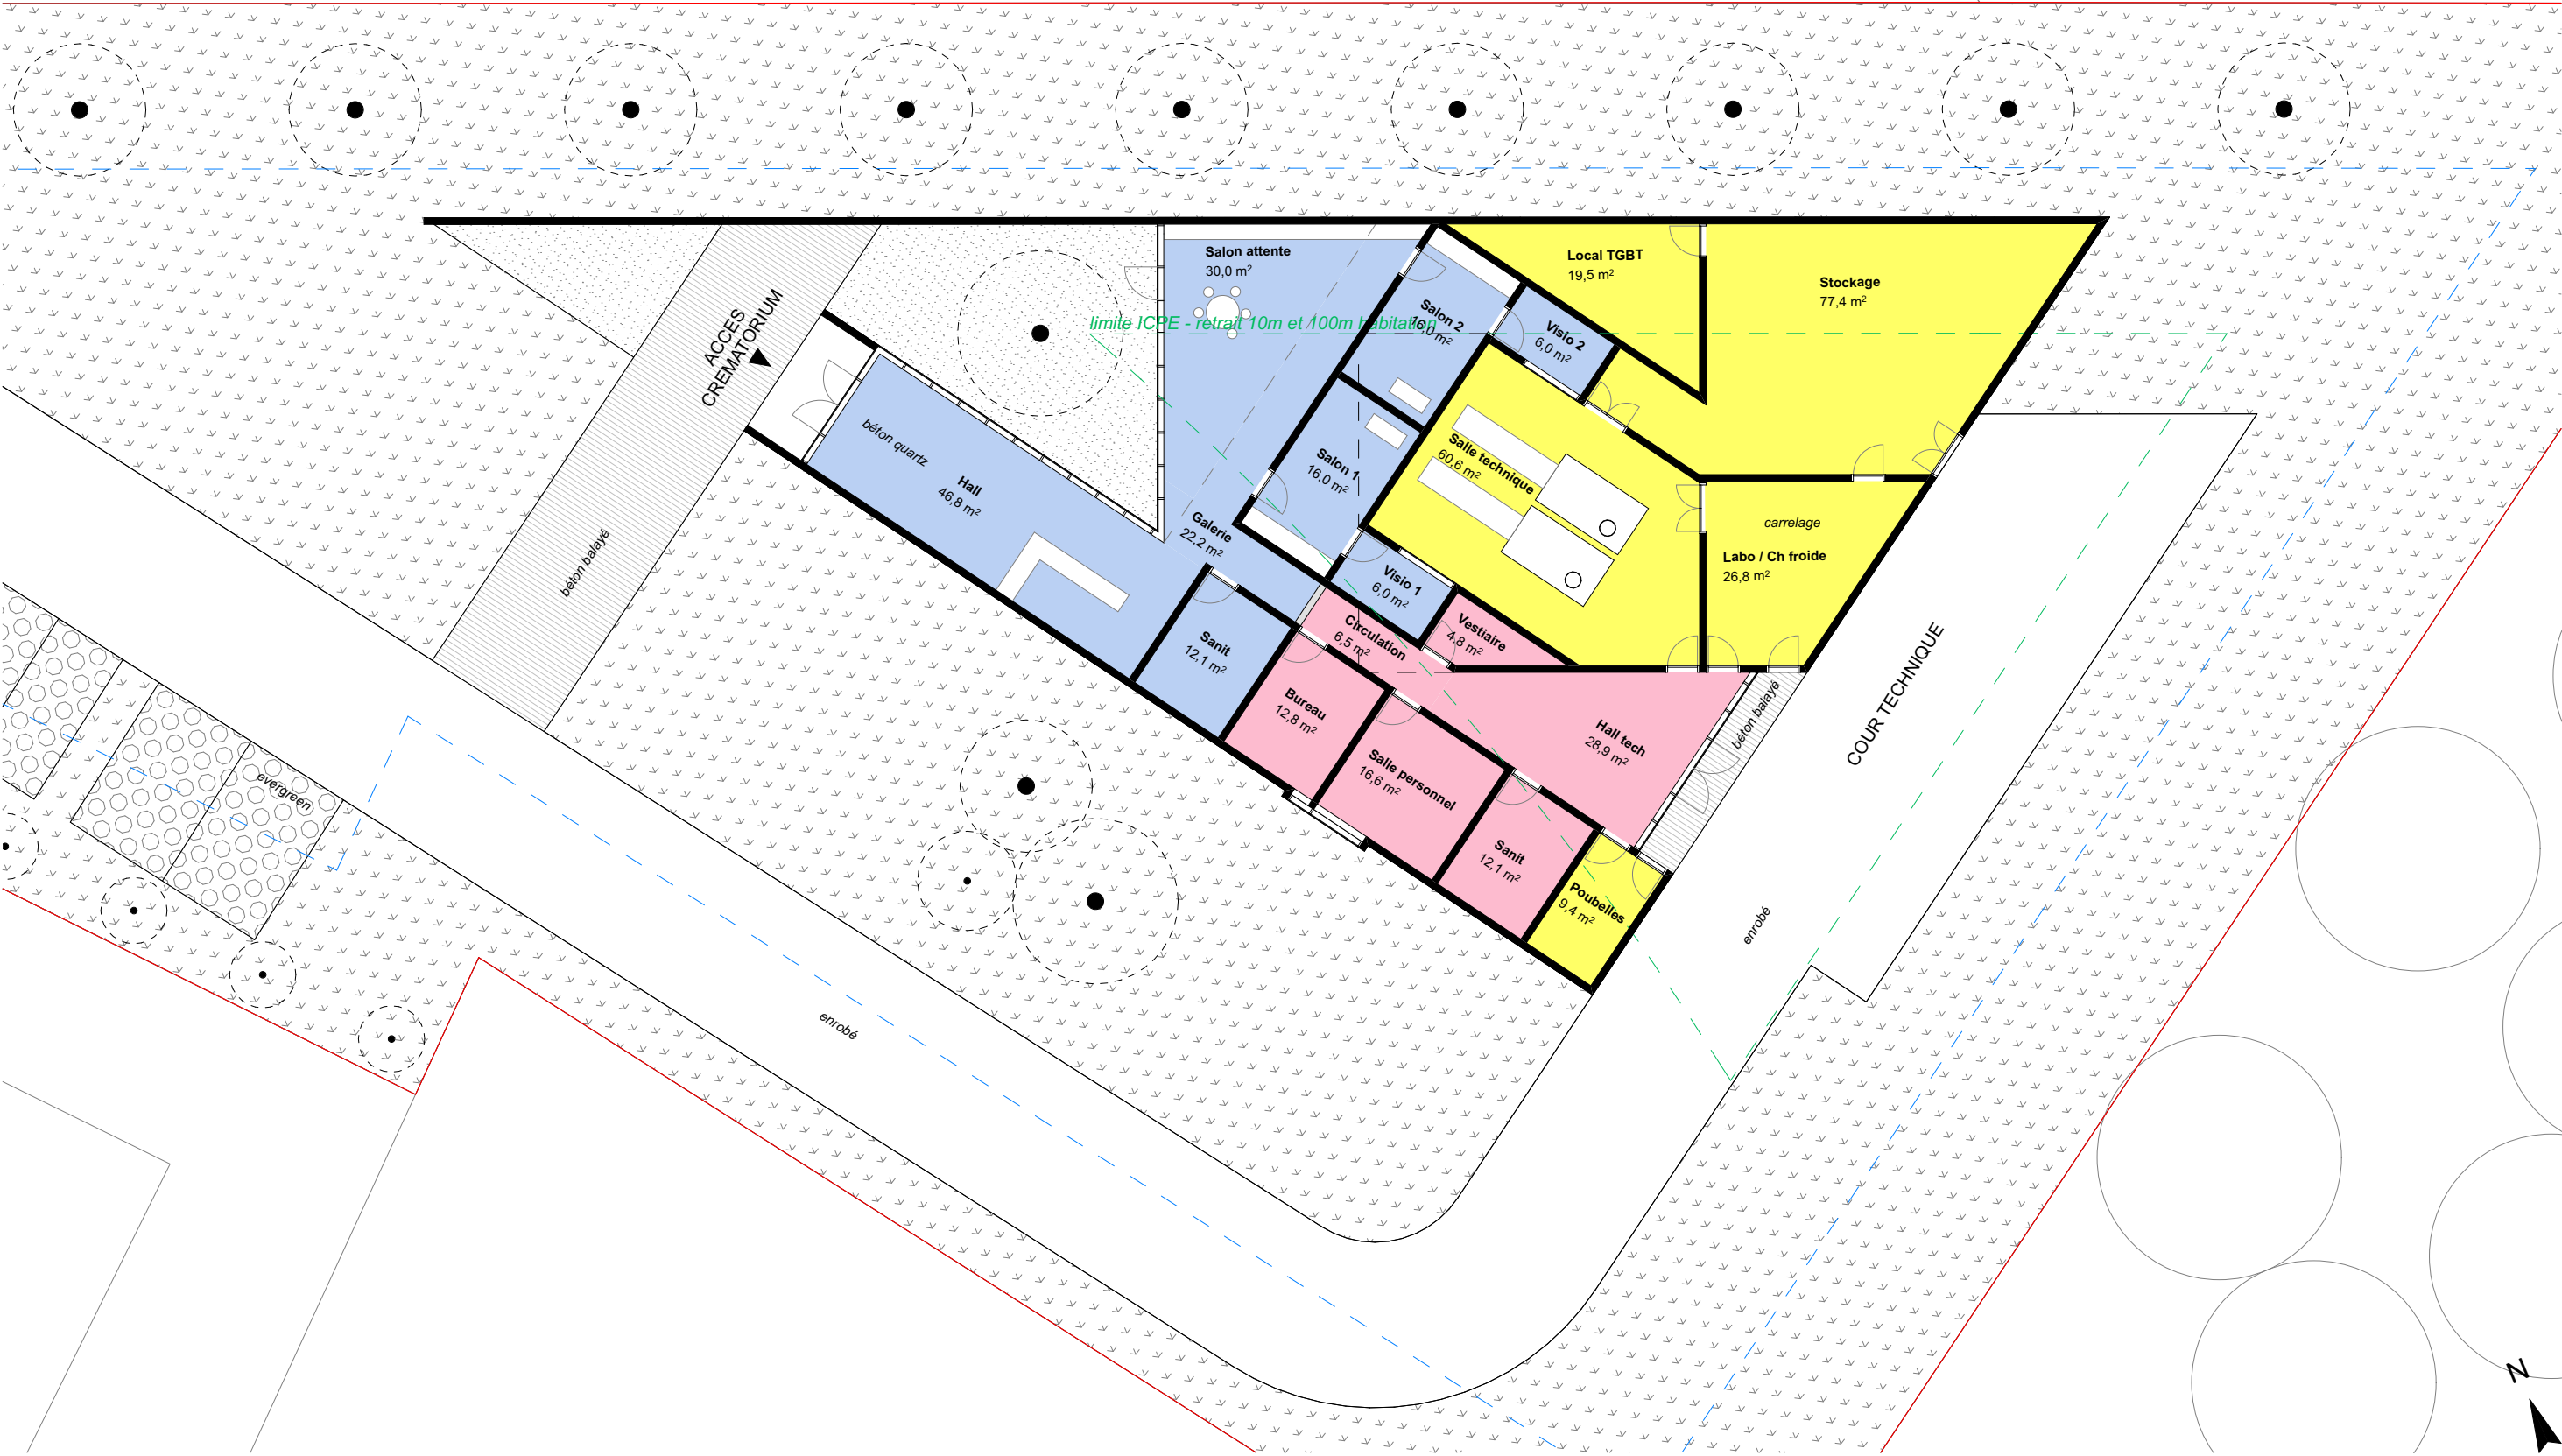 Salon attente
30,0 m²
Local TGBT
19,5 m²
Stockage
77,4 m²
limite ICPE - retrait 10m et /100m habitation
Salon 2
16,0 m²
Visio 2
6,0 m²
ACCES
CREMATORIUM
béton quartz
Hall
46,8 m²
Salon 1
16,0 m²
Salle technique
60,6 m²
Galerie
22,2 m²
carrelage
Labo / Ch froide
26,8 m²
béton balayé
Visio 1
6,0 m²
Vestiaire
4,8 m²
Circulation
6,5 m²
Sanit
12,1 m²
Bureau
12,8 m²
Hall tech
28,9 m²
béton balayé
COUR TECHNIQUE
Salle personnel
16,6 m²
Sanit
12,1 m²
Poubelles
9,4 m²
evergreen
enrobé
enrobé
N